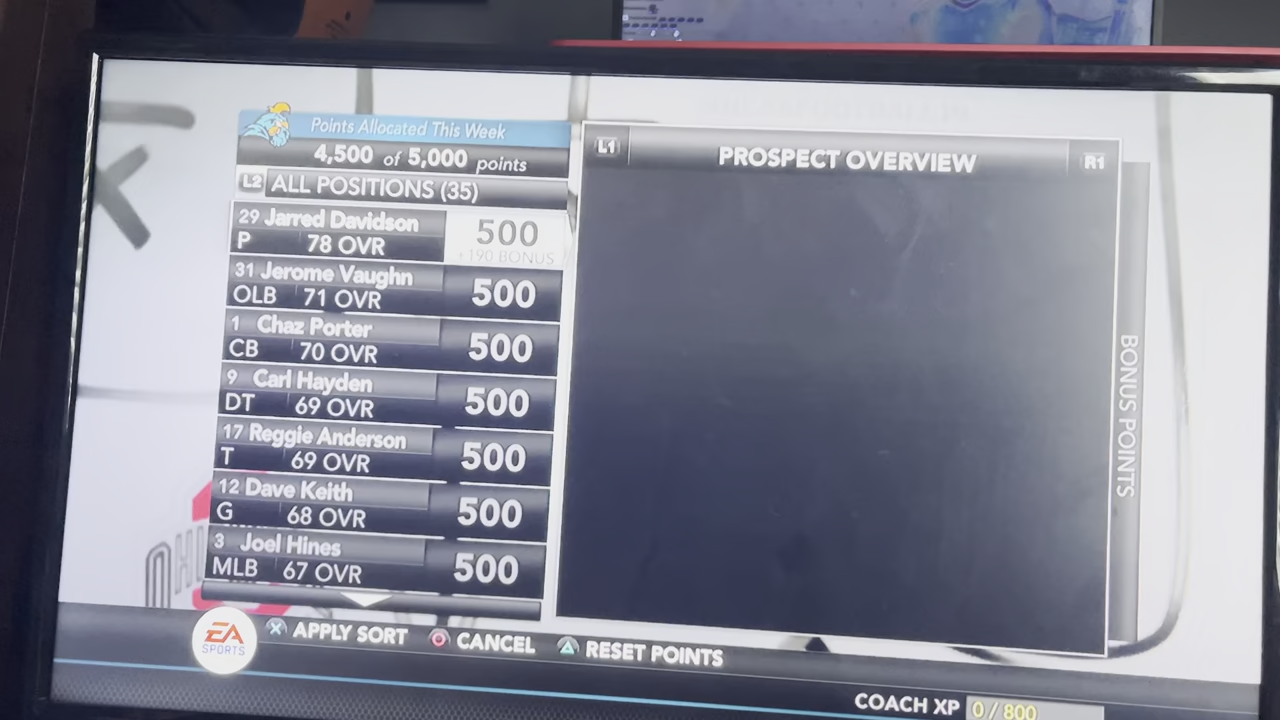 Points Allocated This Week
4,500 of 5,000 points
L2 ALL POSITIONS (35)
29 Jarred Davidson
P 78 OVR
500
+190 BONUS
31 Jerome Vaughn
OLB 71 OVR
500
1 Chaz Porter
CB 70 OVR
500
9 Carl Hayden
DT 69 OVR
500
17 Reggie Anderson
T 69 OVR
500
12 Dave Keith
G 68 OVR
500
3 Joel Hines
MLB 67 OVR
500
L1 PROSPECT OVERVIEW R1
BONUS POINTS
EA
SPORTS
APPLY SORT CANCEL RESET POINTS
COACH XP 0 / 800